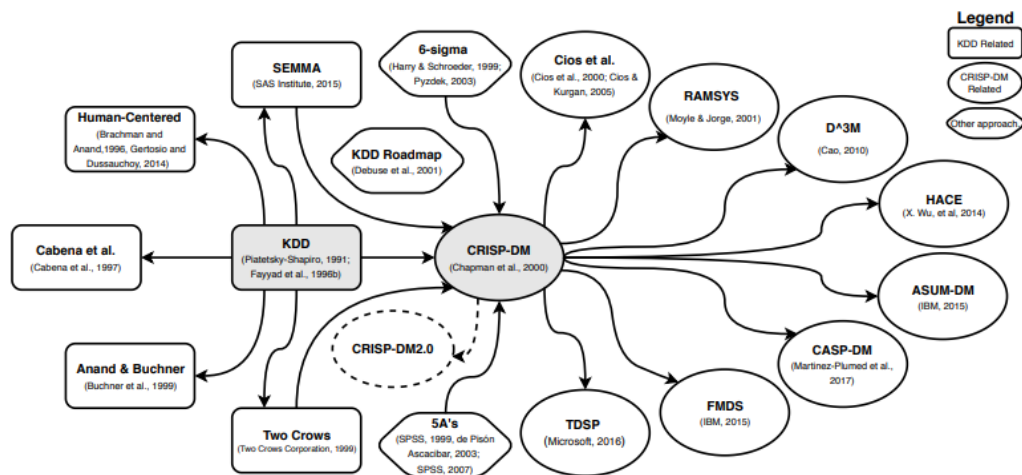 Legend
KDD Related
CRISP-DM
Related
Other approach.
SEMMA
(SAS Institute, 2015)
6-sigma
(Harry & Schroeder, 1999;
Pyzdek, 2003)
Cios et al.
(Cios et al., 2000; Cios &
Kurgan, 2005)
RAMSYS
(Moyle & Jorge, 2001)
D^3M
(Cao, 2010)
Human-Centered
(Brachman and
Anand,1996, Gertosio and
Dussauchoy, 2014)
KDD Roadmap
(Debuse et al., 2001)
HACE
(X. Wu, et al, 2014)
Cabena et al.
(Cabena et al., 1997)
KDD
(Piatetsky-Shapiro, 1991;
Fayyad et al., 1996b)
CRISP-DM
(Chapman et al., 2000)
ASUM-DM
(IBM, 2015)
CRISP-DM2.0
CASP-DM
(Martinez-Plumed et al.,
2017)
Anand & Buchner
(Buchner et al., 1999)
FMDS
(IBM, 2015)
Two Crows
(Two Crows Corporation, 1999)
5A's
(SPSS, 1999, de Pisón
Ascacibar, 2003;
SPSS, 2007)
TDSP
(Microsoft, 2016)